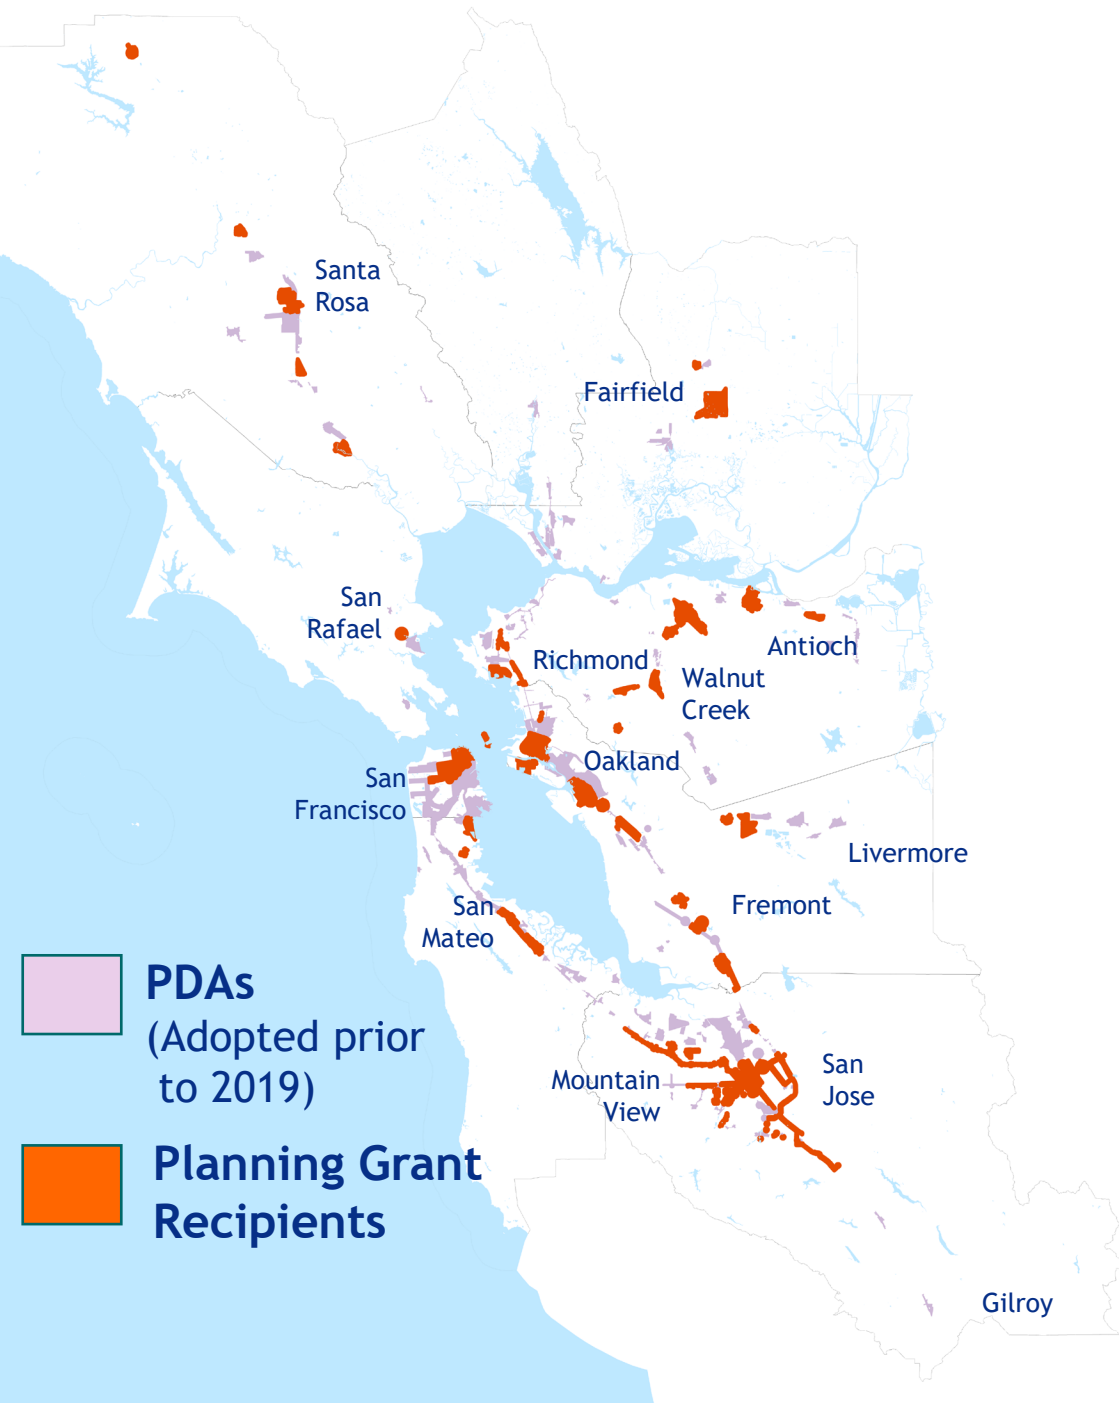 Santa
Rosa
Fairfield
San
Rafael
Richmond
Antioch
Walnut
Creek
Oakland
San
Francisco
Livermore
San
Mateo
Fremont
PDAs
(Adopted prior
to 2019)
Mountain
View
San
Jose
Planning Grant
Recipients
Gilroy